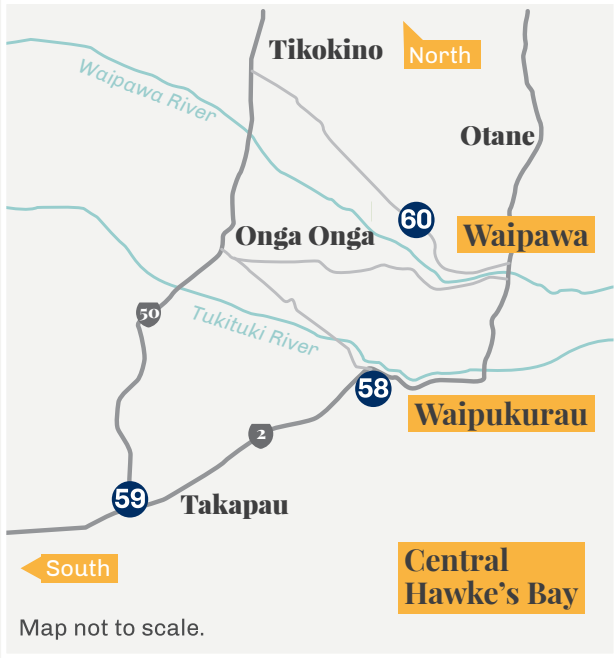 Tikokino
North
Waipawa River
Otane
60
Waipawa
Onga Onga
50
Tukituki River
58
Waipukurau
2
59
Takapau
Central
Hawke's Bay
South
Map not to scale.